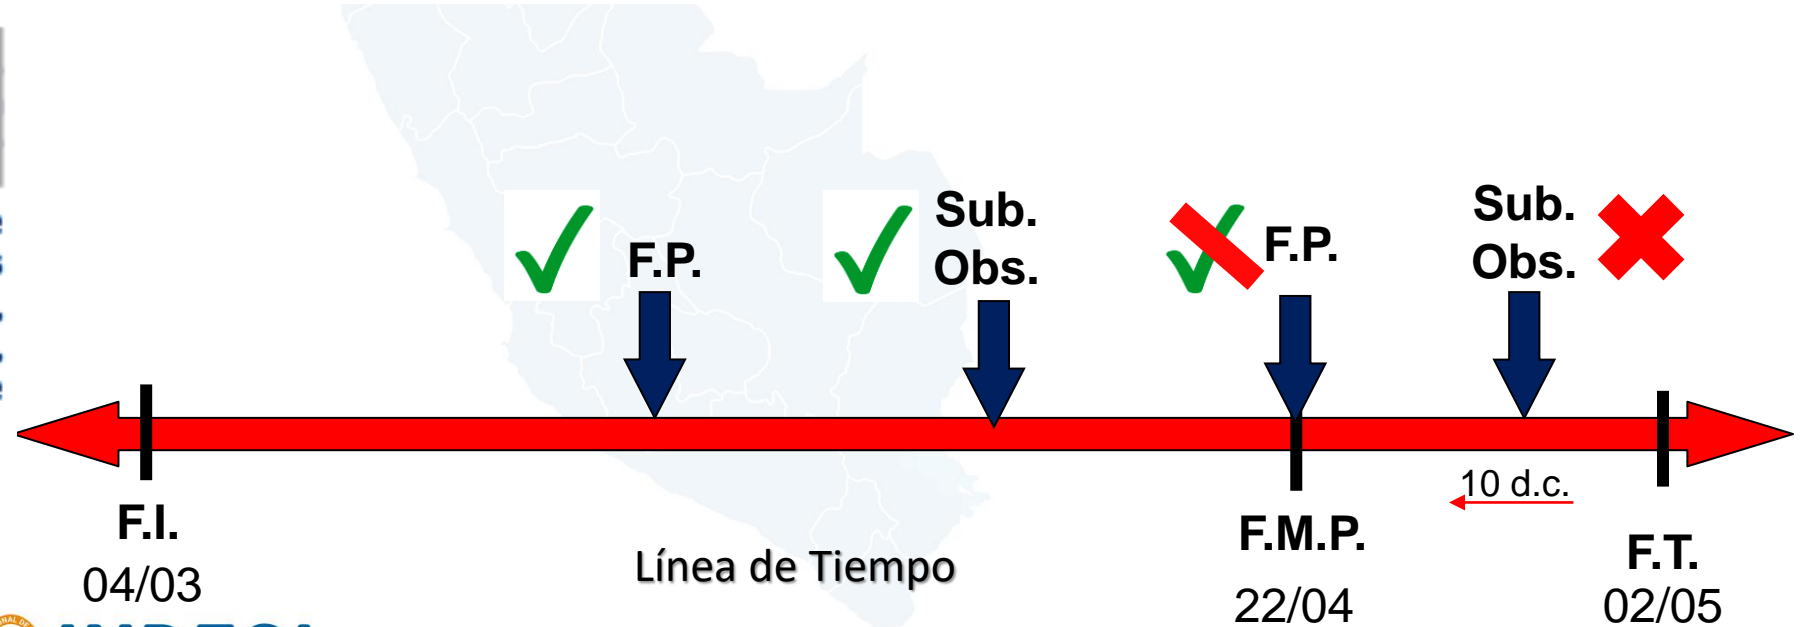 F.P.
Sub.
Obs.
F.P.
Sub.
Obs.
10 d.c.
F.I.
04/03
Línea de Tiempo
F.M.P.
22/04
F.T.
02/05